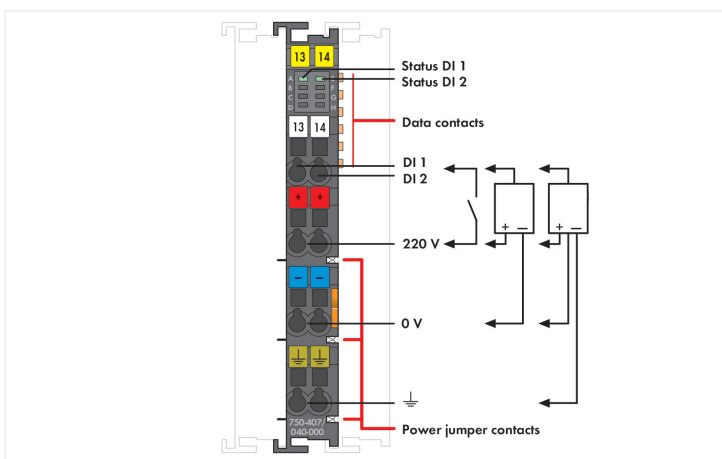 13 14
Status DI 1
Status DI 2
A E
B F
C G
D H
Data contacts
13 14
DI 1
DI 2
+ +
+ − + −
220 V
− −
0 V
750-407/
040-000
Power jumper contacts